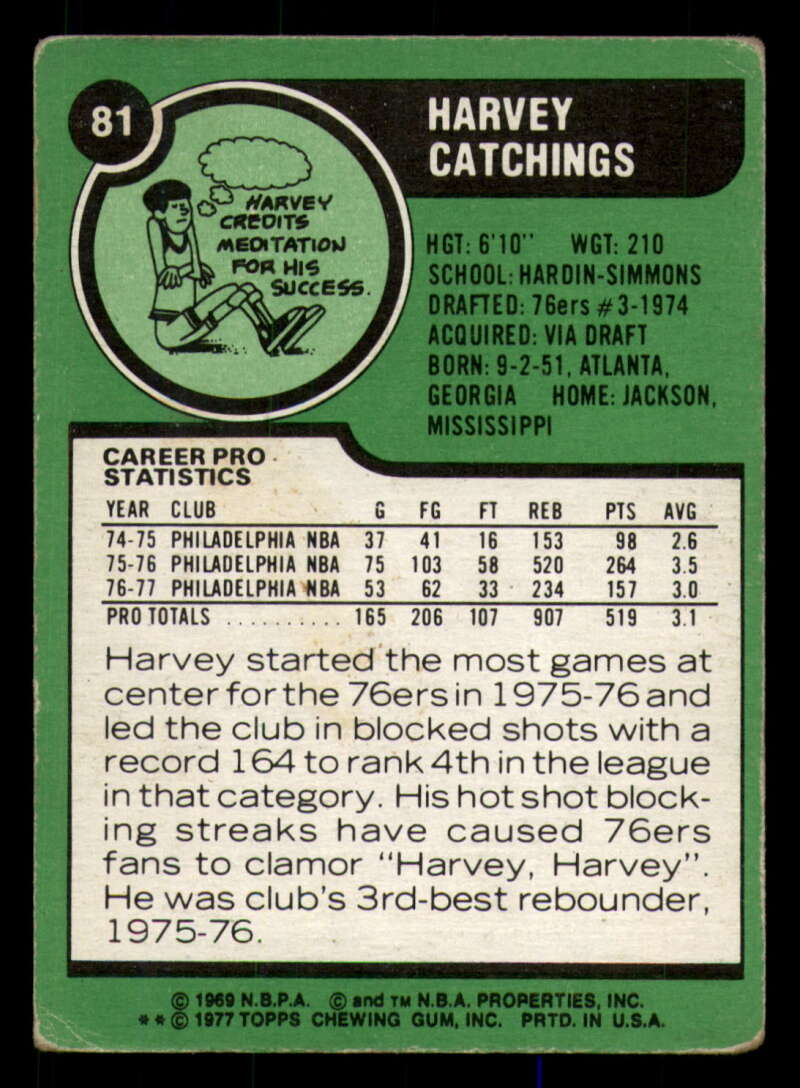 81
HARVEY
CATCHINGS
HARVEY
CREDITS
MEDITATION
FOR HIS
SUCCESS.
HGT: 6'10" WGT: 210
SCHOOL: HARDIN-SIMMONS
DRAFTED: 76ers #3-1974
ACQUIRED: VIA DRAFT
BORN: 9-2-51, ATLANTA,
GEORGIA HOME: JACKSON,
MISSISSIPPI
CAREER PRO
STATISTICS
YEAR CLUB G FG FT REB PTS AVG
74-75 PHILADELPHIA NBA 37 41 16 153 98 2.6
75-76 PHILADELPHIA NBA 75 103 58 520 264 3.5
76-77 PHILADELPHIA NBA 53 62 33 234 157 3.0
PRO TOTALS .......... 165 206 107 907 519 3.1
Harvey started the most games at
center for the 76ers in 1975-76 and
led the club in blocked shots with a
record 164 to rank 4th in the league
in that category. His hot shot block-
ing streaks have caused 76ers
fans to clamor "Harvey, Harvey".
He was club's 3rd-best rebounder,
1975-76.
© 1969 N.B.P.A. © and TM N.B.A. PROPERTIES, INC.
**© 1977 TOPPS CHEWING GUM, INC. PRTD. IN U.S.A.